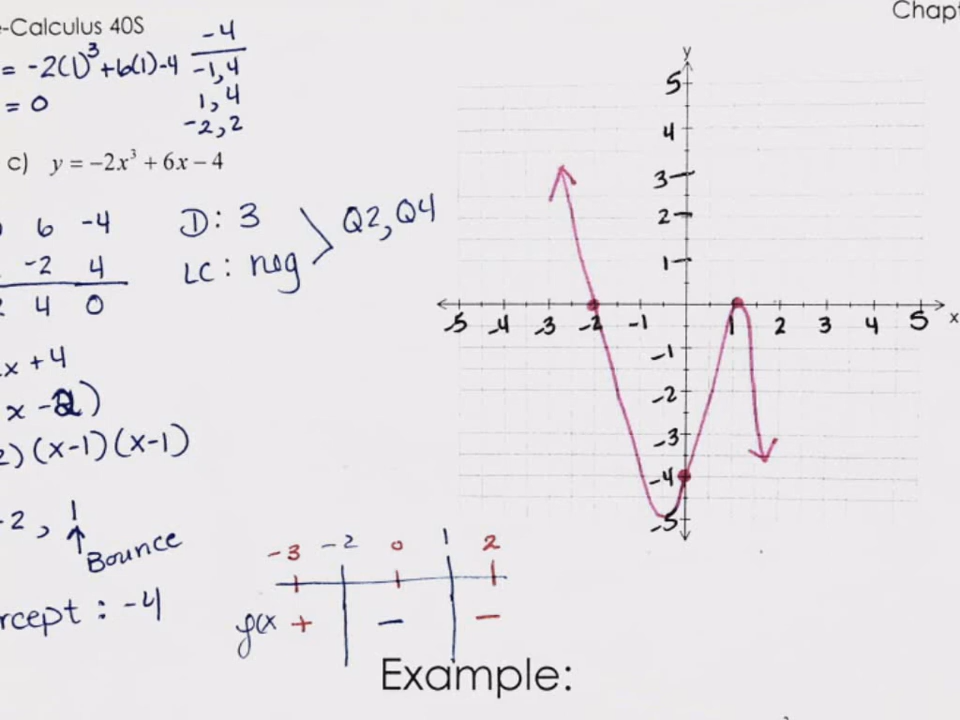 -Calculus 40S
Chapt
= -2(1)³+6(1)-4
-4
-1,4
= 0
1,4
-2,2
c) y = −2x³ + 6x − 4
6 -4
-2 4
4 0
D: 3
LC: neg
Q2,Q4
x +4
x -2)
)(x-1)(x-1)
-2, 1
Bounce
rcept : -4
-3 -2 0 1 2
f(x + − −
Example:
y
5
4
3
2
1
-5 -4 -3 -2 -1 1 2 3 4 5 x
-1
-2
-3
-4
-5